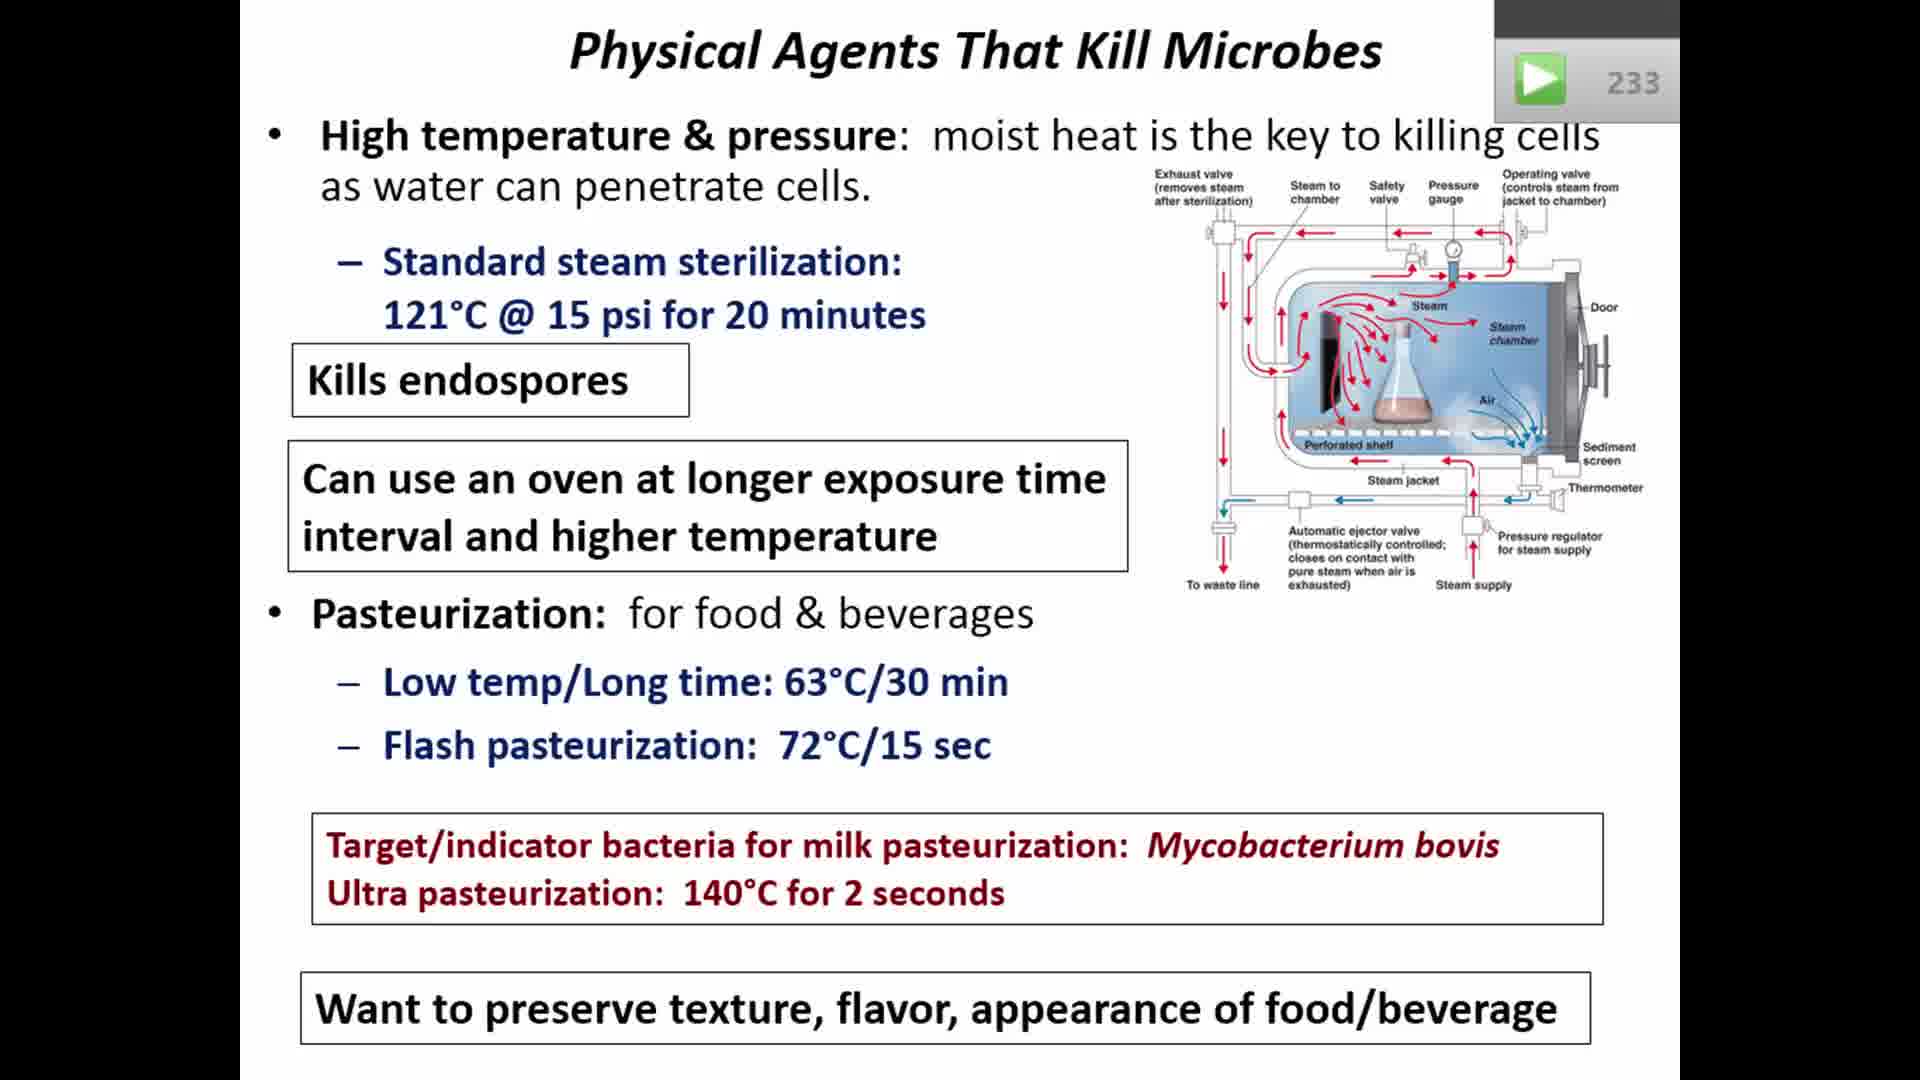 Physical Agents That Kill Microbes
233
• High temperature & pressure: moist heat is the key to killing cells
as water can penetrate cells.
– Standard steam sterilization:
121°C @ 15 psi for 20 minutes
Kills endospores
Can use an oven at longer exposure time
interval and higher temperature
Exhaust valve
(removes steam
after sterilization)
Steam to
chamber
Safety
valve
Pressure
gauge
Operating valve
(controls steam from
jacket to chamber)
Steam
Steam
chamber
Door
Air
Perforated shelf
Sediment
screen
Steam jacket
Thermometer
Automatic ejector valve
(thermostatically controlled;
closes on contact with
pure steam when air is
exhausted)
Pressure regulator
for steam supply
To waste line
Steam supply
• Pasteurization: for food & beverages
– Low temp/Long time: 63°C/30 min
– Flash pasteurization: 72°C/15 sec
Target/indicator bacteria for milk pasteurization: Mycobacterium bovis
Ultra pasteurization: 140°C for 2 seconds
Want to preserve texture, flavor, appearance of food/beverage